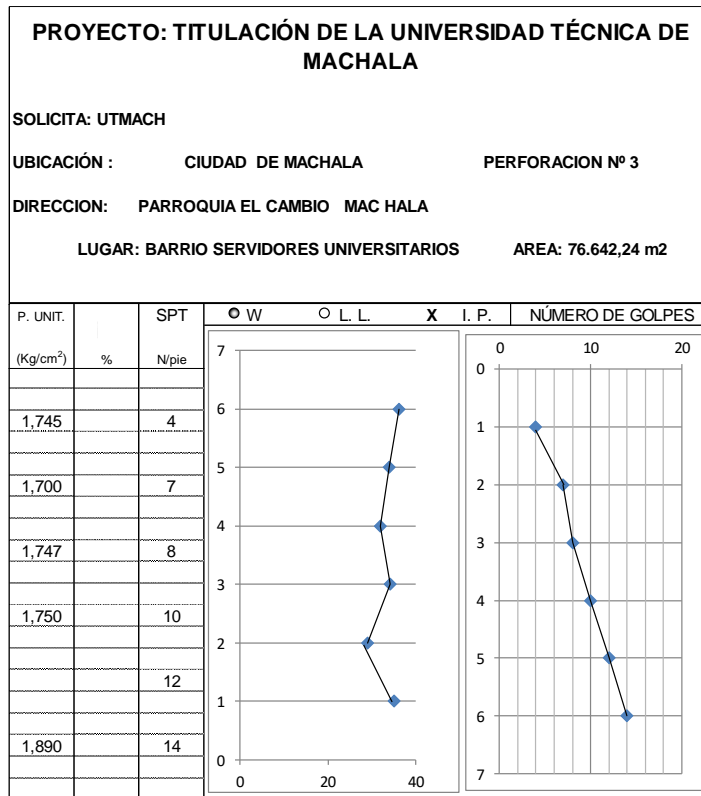 PROYECTO: TITULACIÓN DE LA UNIVERSIDAD TÉCNICA DE
MACHALA
SOLICITA: UTMACH
UBICACIÓN : CIUDAD DE MACHALA PERFORACION Nº 3
DIRECCION: PARROQUIA EL CAMBIO MAC HALA
LUGAR: BARRIO SERVIDORES UNIVERSITARIOS AREA: 76.642,24 m2
P. UNIT. SPT W L. L. X I. P. NÚMERO DE GOLPES
(Kg/cm²) % N/pie
1,745 4
1,700 7
1,747 8
1,750 10
12
1,890 14
7
6
5
4
3
2
1
0
0 20 40
0 10 20
0
1
2
3
4
5
6
7